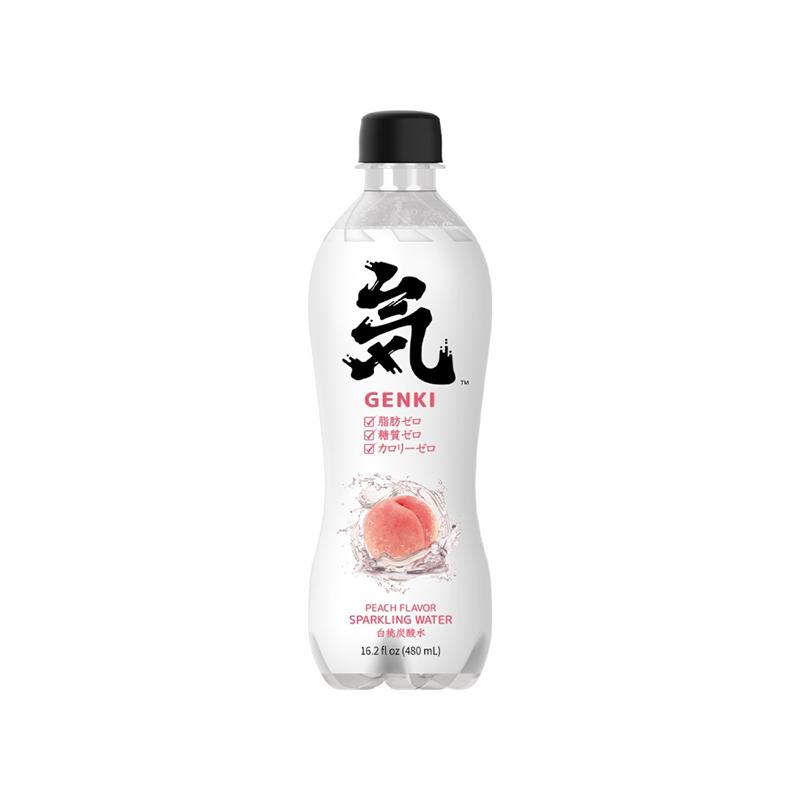 気
TM
GENKI
脂肪ゼロ
糖質ゼロ
カロリーゼロ
PEACH FLAVOR
SPARKLING WATER
白桃炭酸水
16.2 fl oz (480 mL)